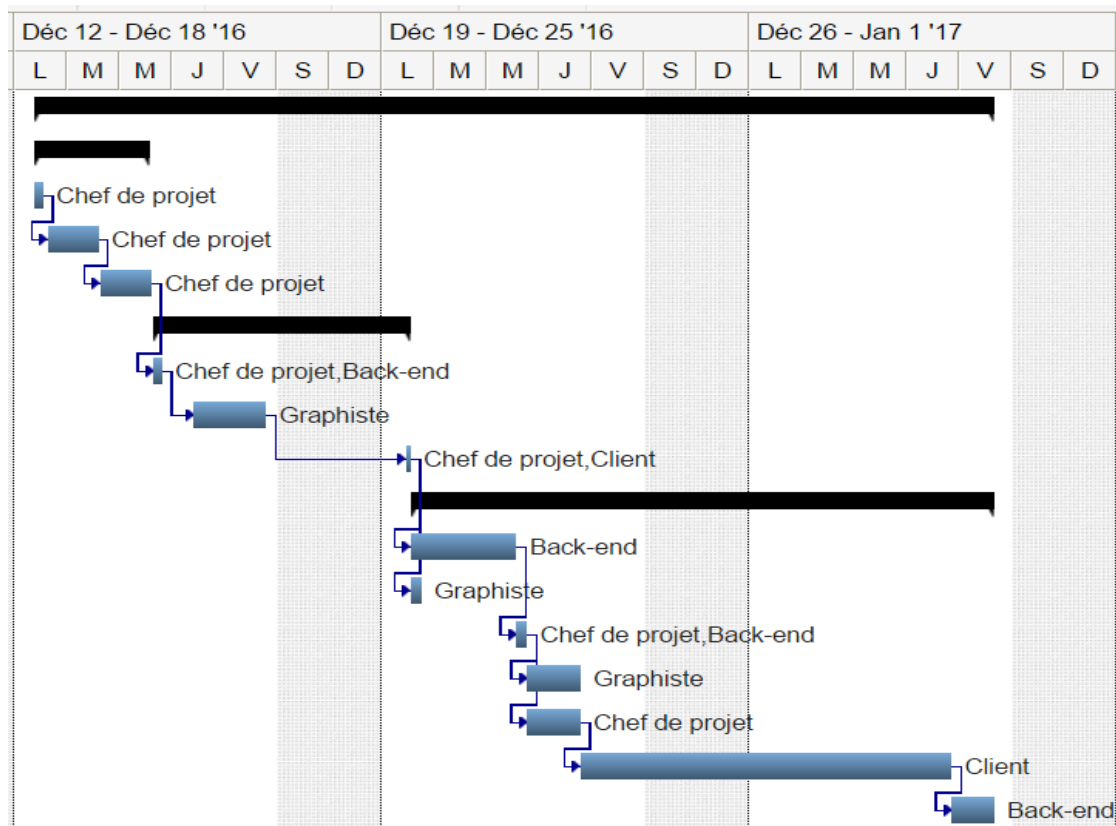 Déc 12 - Déc 18 '16 Déc 19 - Déc 25 '16 Déc 26 - Jan 1 '17
L M M J V S D L M M J V S D L M M J V S D
Chef de projet
Chef de projet
Chef de projet
Chef de projet,Back-end
Graphiste
Chef de projet,Client
Back-end
Graphiste
Chef de projet,Back-end
Graphiste
Chef de projet
Client
Back-end